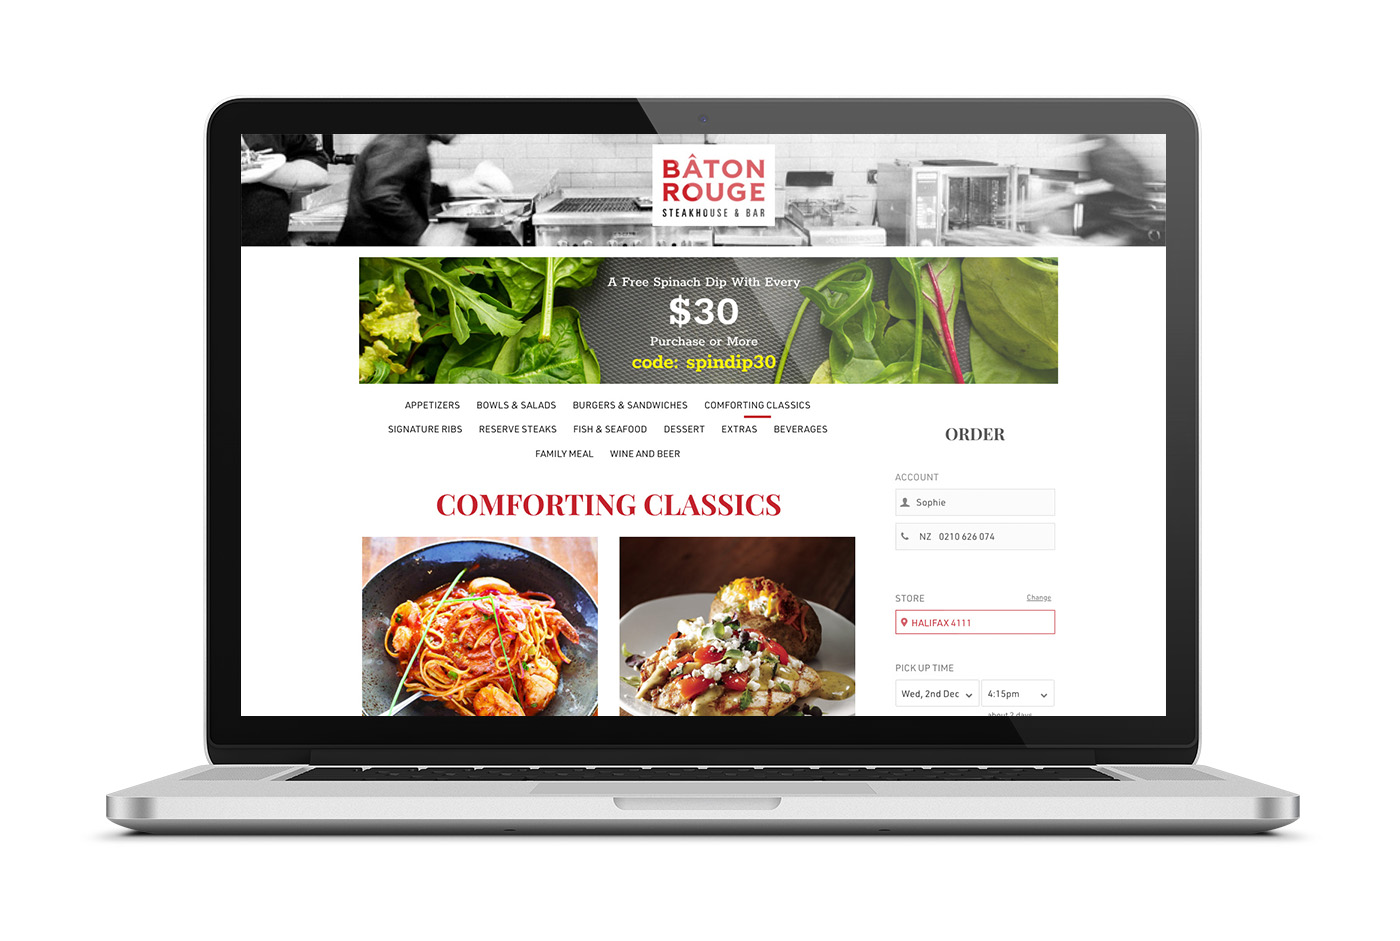 BÂTON
ROUGE
STEAKHOUSE & BAR
A Free Spinach Dip With Every
$30
Purchase or More
code: spindip30
APPETIZERS BOWLS & SALADS BURGERS & SANDWICHES COMFORTING CLASSICS
SIGNATURE RIBS RESERVE STEAKS FISH & SEAFOOD DESSERT EXTRAS BEVERAGES
FAMILY MEAL WINE AND BEER
COMFORTING CLASSICS
ORDER
ACCOUNT
Sophie
NZ 0210 626 074
STORE Change
HALIFAX 4111
PICK UP TIME
Wed, 2nd Dec 4:15pm
about 2 days